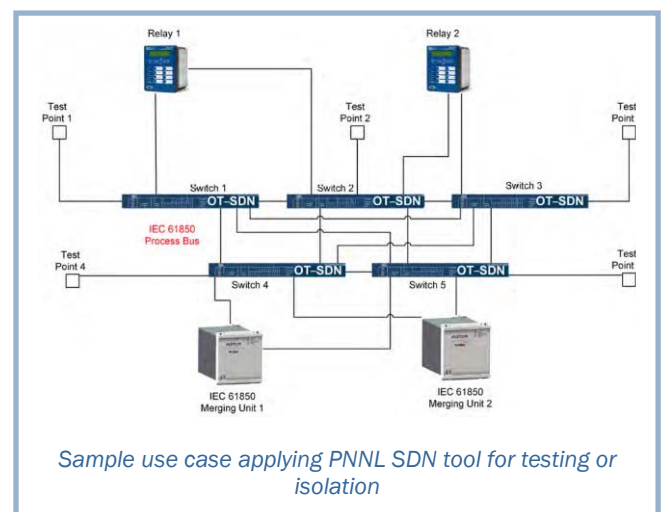 Relay 1
Relay 2
Test
Point 1
Test
Point 2
Test
Point
Switch 1
OT-SDN
Switch 2
OT-SDN
Switch 3
OT-SDN
IEC 61850
Process Bus
Test
Point 4
OT-SDN
Switch 4
OT-SDN
Switch 5
Test
Point
IEC 61850
Merging Unit 1
IEC 61850
Merging Unit 2
Sample use case applying PNNL SDN tool for testing or
isolation